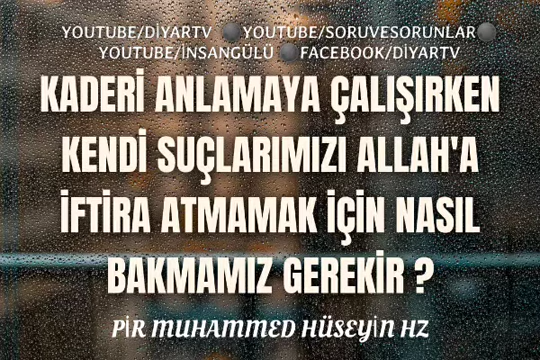 YOUTUBE/DİYARTV ⚫ YOUTUBE/SORUVESORUNLAR ⚫
YOUTUBE/İNSANGÜLÜ ⚫ FACEBOOK/DİYARTV
KADERİ ANLAMAYA ÇALIŞIRKEN
KENDİ SUÇLARIMIZI ALLAH'A
İFTİRA ATMAMAK İÇİN NASIL
BAKMAMIZ GEREKİR ?
PİR MUHAMMED HÜSEYİN HZ